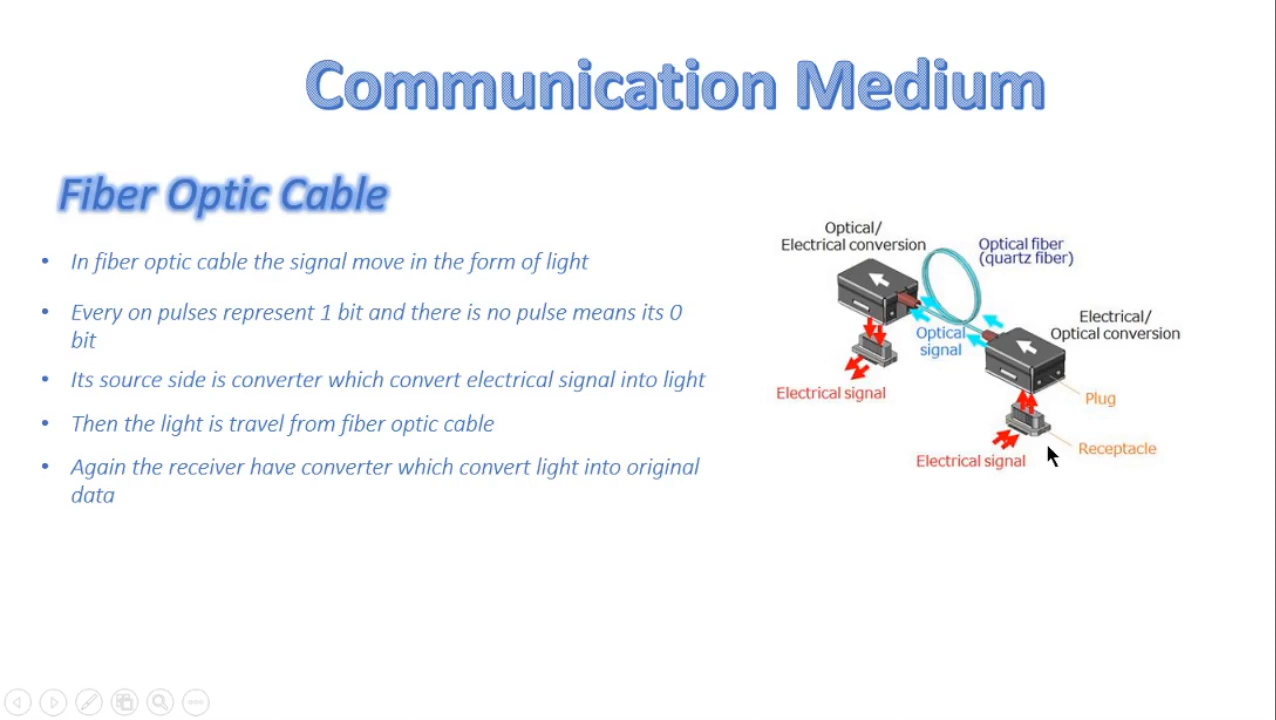 Communication Medium
Fiber Optic Cable
• In fiber optic cable the signal move in the form of light
• Every on pulses represent 1 bit and there is no pulse means its 0
bit
• Its source side is converter which convert electrical signal into light
• Then the light is travel from fiber optic cable
• Again the receiver have converter which convert light into original
data
Optical/
Electrical conversion
Optical fiber
(quartz fiber)
Electrical/
Optical conversion
Optical
signal
Electrical signal
Plug
Receptacle
Electrical signal